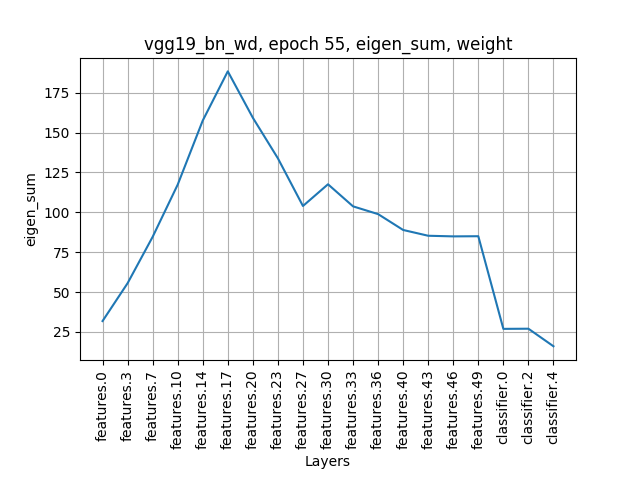 vgg19_bn_wd, epoch 55, eigen_sum, weight
175
150
125
100
75
50
25
eigen_sum
features.0
features.3
features.7
features.10
features.14
features.17
features.20
features.23
features.27
features.30
features.33
features.36
features.40
features.43
features.46
features.49
classifier.0
classifier.2
classifier.4
Layers